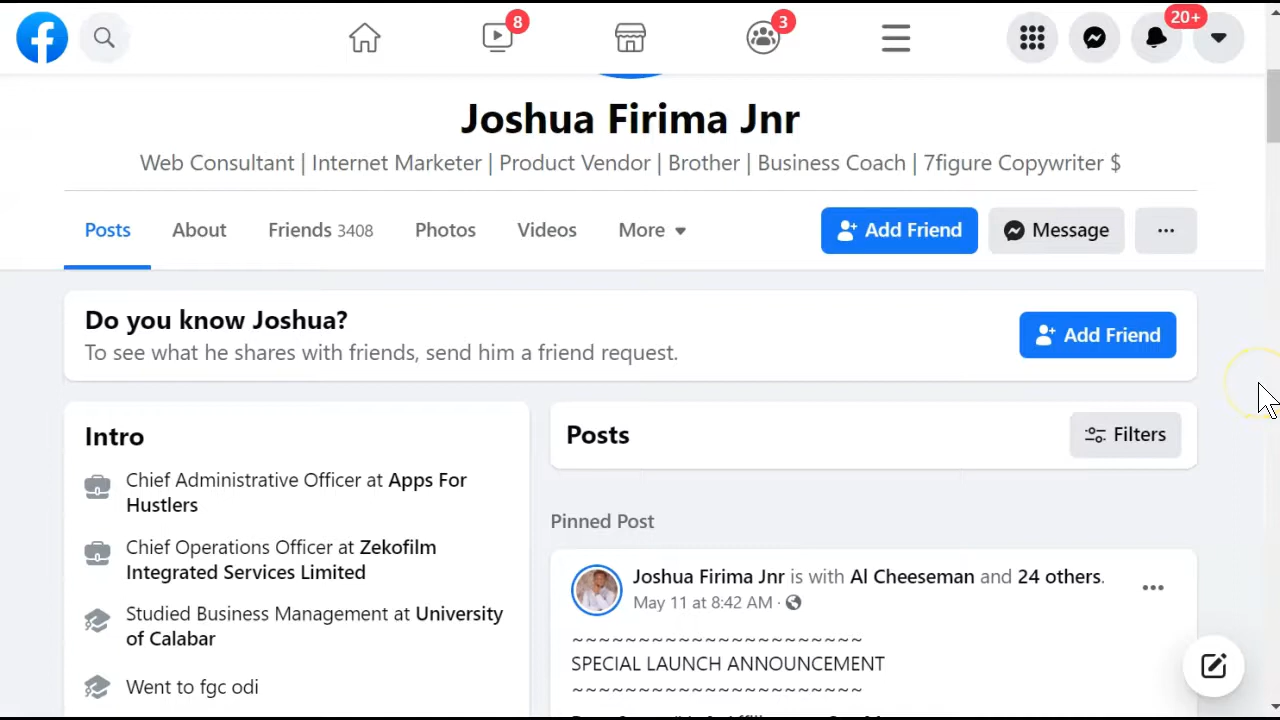 8
3
20+
Joshua Firima Jnr
Web Consultant | Internet Marketer | Product Vendor | Brother | Business Coach | 7figure Copywriter $
Posts About Friends 3408 Photos Videos More Add Friend Message ...
Do you know Joshua?
To see what he shares with friends, send him a friend request.
Add Friend
Intro
Chief Administrative Officer at Apps For
Hustlers
Chief Operations Officer at Zekofilm
Integrated Services Limited
Studied Business Management at University
of Calabar
Went to fgc odi
Posts
Filters
Pinned Post
Joshua Firima Jnr is with Al Cheeseman and 24 others.
May 11 at 8:42 AM ·
~~~~~~~~~~~~~~~~~~~~~~
SPECIAL LAUNCH ANNOUNCEMENT
~~~~~~~~~~~~~~~~~~~~~~